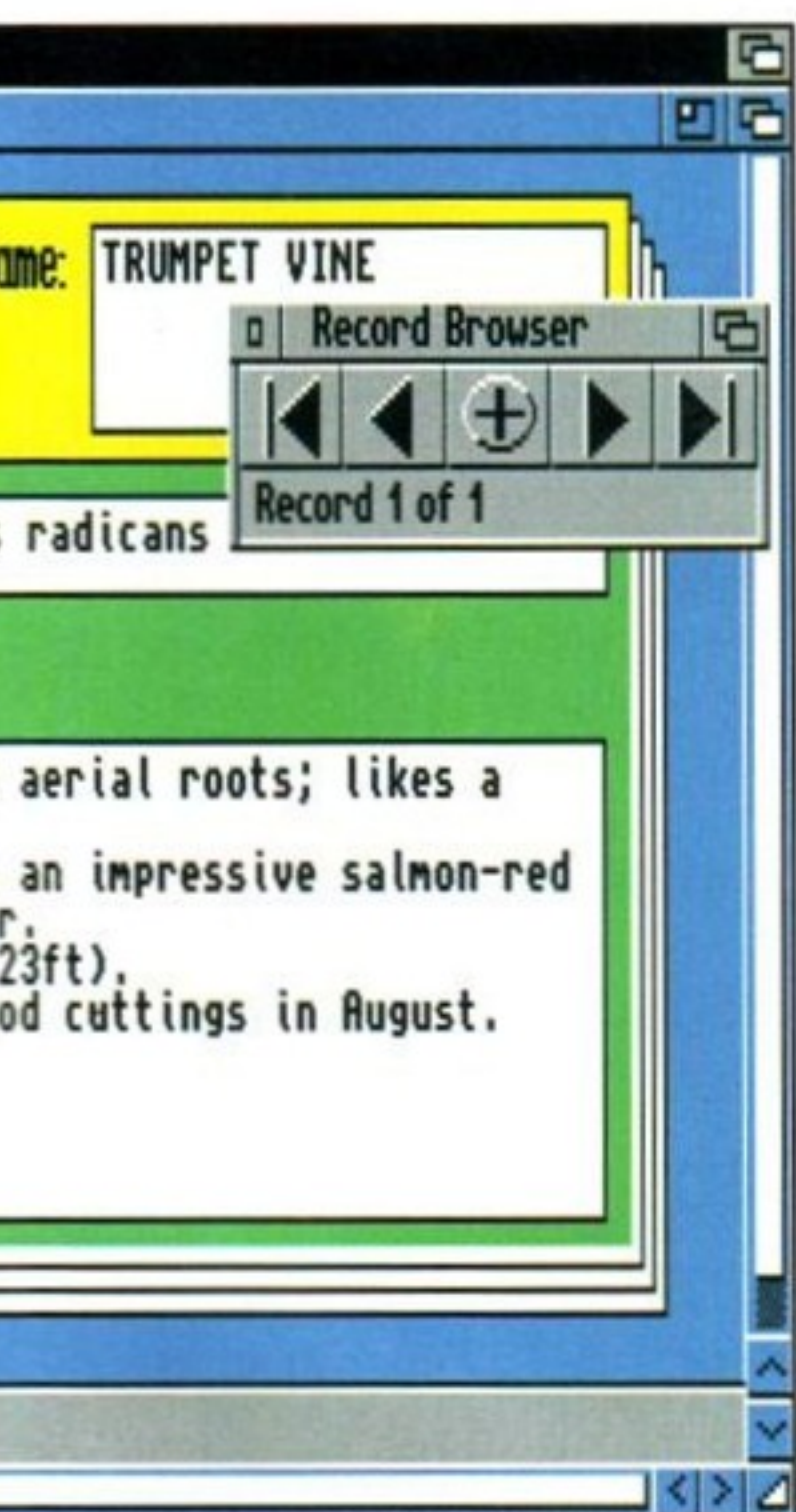 ame: TRUMPET VINE
Record Browser
Record 1 of 1
s radicans
aerial roots; likes a
an impressive salmon-red
r.
23ft).
od cuttings in August.